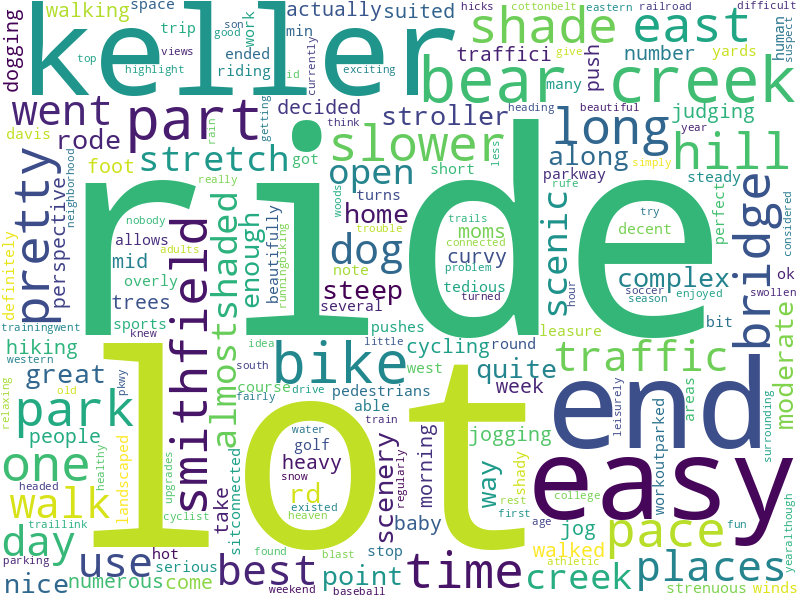 hicks cottonbelt eastern railroad difficult
space son trip good top views highlight exciting id work
dogging walking keller actually suited
ended riding min currently
shade east
traffici push number yards human suspect give
bear creek
many
went part decided stroller heading beautiful judging
davis rode rain getting think less year
neighborhood foot stretch got slower long hill
open short along parkway simply steady rufe
pretty perspective ride
nobody really woods turns home trails try perfect
allows adults trouble moms connected decent
definitely mid overly smithfield almostshaded enough beautifully runningbiking
note dog curvy problem scenic bridge considered
trees steep tedious turned hour complex ok
sports several soccer season enjoyed swollen
trainingwent knew pushes leasure bit
hiking western idea little cycling round traffic moderate
great south bike west quite areas
pkwy course drive pedestrians week
relaxing old fairly able
park lot end
people landscaped healthy water golf train morning jogging leisurely surrounding
one upgrades snow heavy scenery regularly way shady easy
headed cyclist existed rd rest workoutparked
walk traillink take sitconnected heaven baby first college
day hot found blast stop age jog pace fun
parking use serious walked athletic yearalthough
nice numerous come best point time creek places
weekend baseball strenuous winds